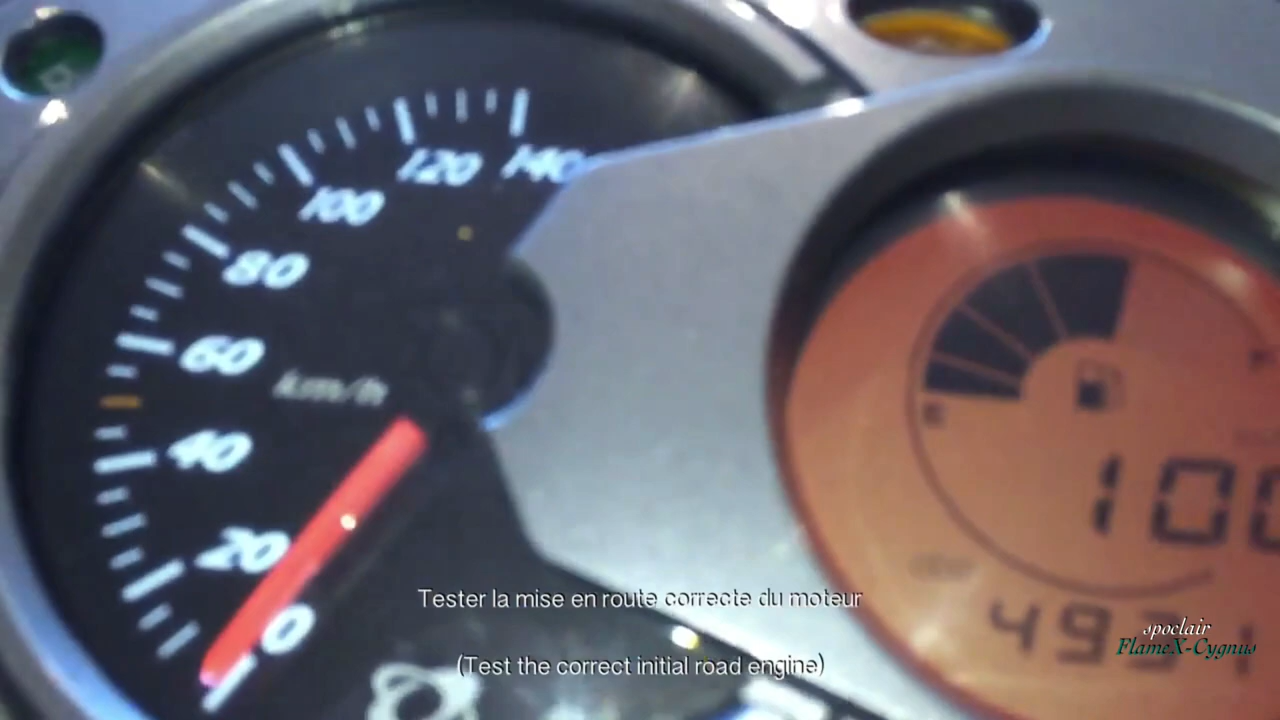 140
120
100
80
60
km/h
40
20
0
E
100
4931
Tester la mise en route correcte du moteur
(Test the correct initial road engine)
spoclair
FlameX-Cygnus